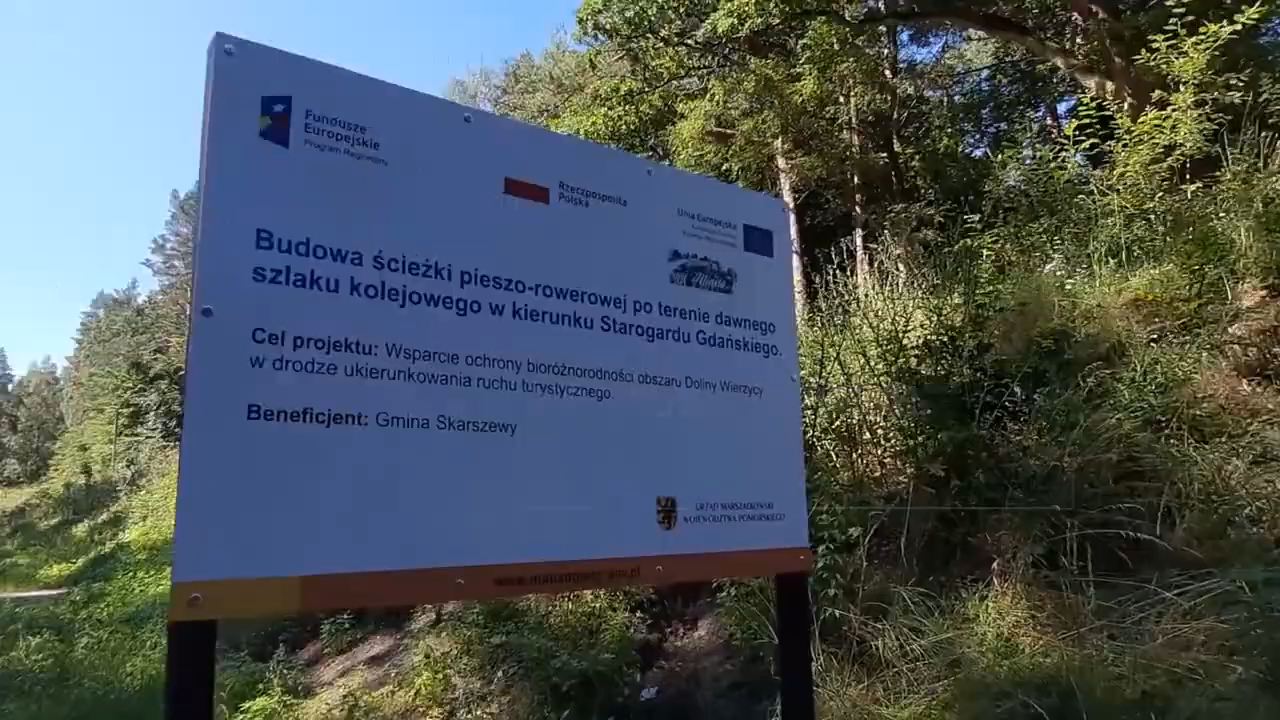 Fundusze
Europejskie
Program Regionalny
Rzeczpospolita
Polska
Unia Europejska
Budowa ścieżki pieszo-rowerowej po terenie dawnego
szlaku kolejowego w kierunku Starogardu Gdańskiego.
Cel projektu: Wsparcie ochrony bioróżnorodności obszaru Doliny Wierzycy
w drodze ukierunkowania ruchu turystycznego.
Beneficjent: Gmina Skarszewy
URZĄD MARSZAŁKOWSKI
WOJEWÓDZTWA POMORSKIEGO